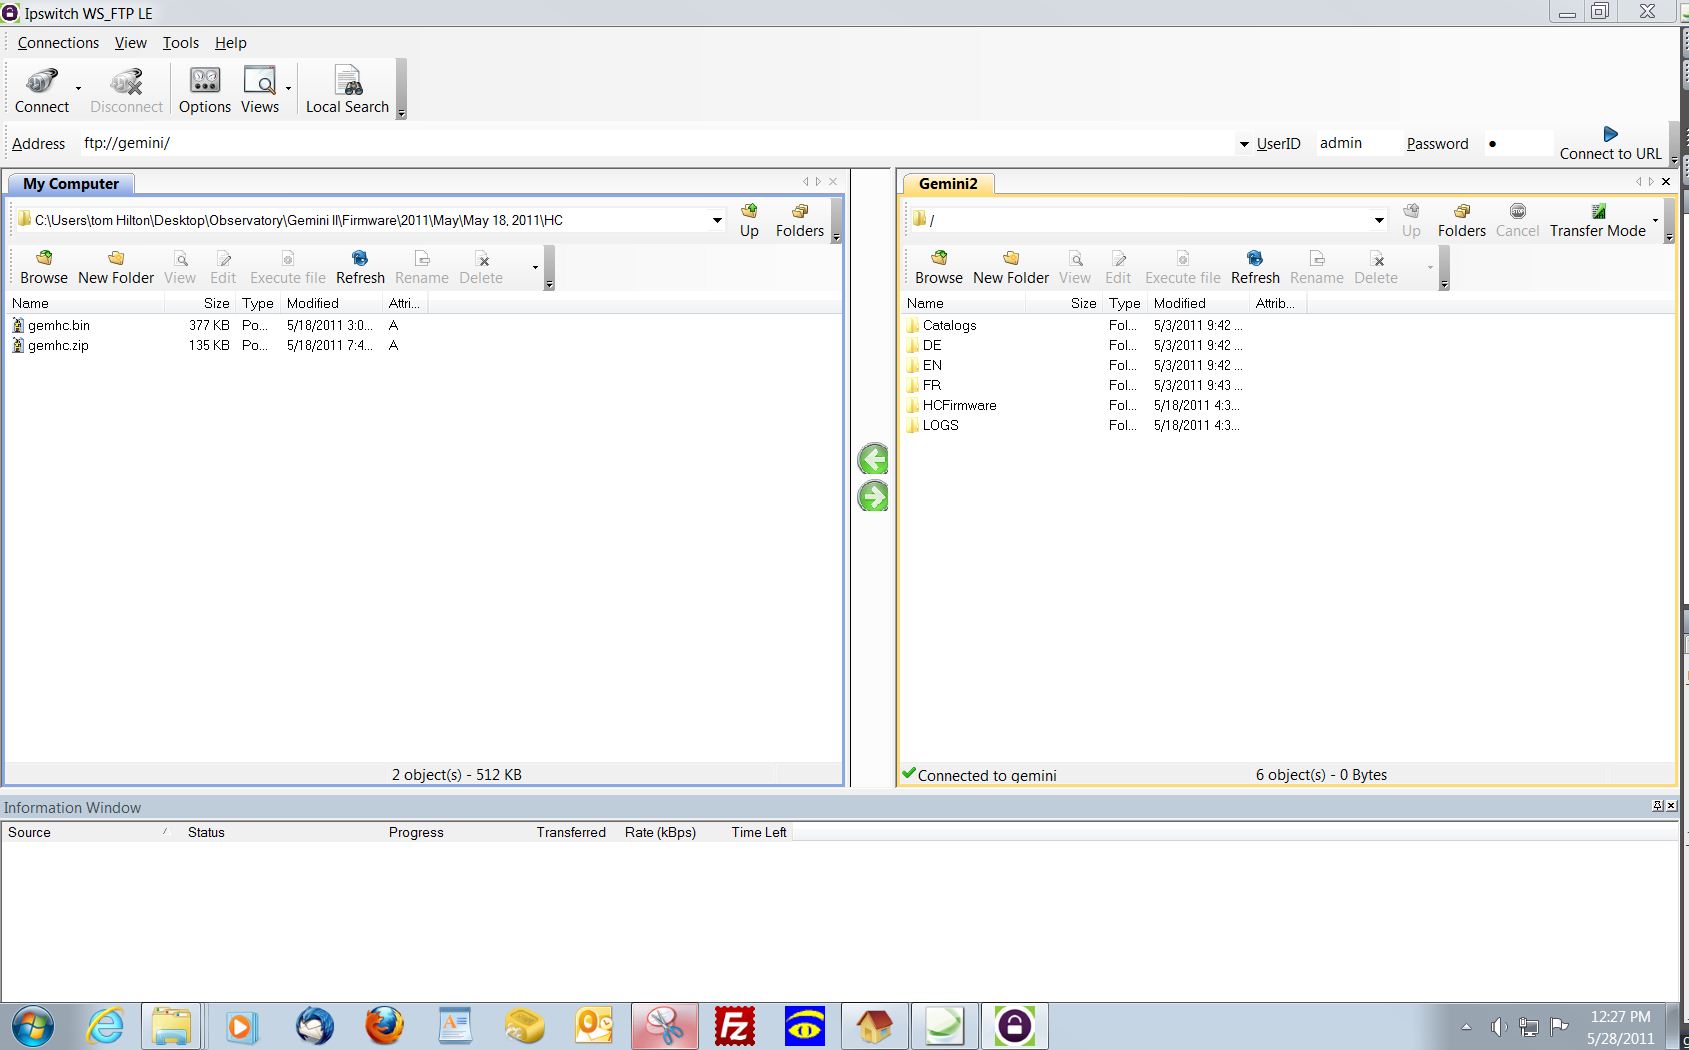 Ipswitch WS_FTP LE
Connections View Tools Help
Connect Disconnect Options Views Local Search
Address ftp://gemini/ UserID admin Password ● Connect to URL
My Computer
C:\Users\tom Hilton\Desktop\Observatory\Gemini II\Firmware\2011\May\May 18, 2011\HC Up Folders
Browse New Folder View Edit Execute file Refresh Rename Delete
Name Size Type Modified Attri...
gemhc.bin 377 KB Po... 5/18/2011 3:0... A
gemhc.zip 135 KB Po... 5/18/2011 7:4... A
2 object(s) - 512 KB
Gemini2
/ Up Folders Cancel Transfer Mode
Browse New Folder View Edit Execute file Refresh Rename Delete
Name Size Type Modified Attrib...
Catalogs Fol... 5/3/2011 9:42 ...
DE Fol... 5/3/2011 9:42 ...
EN Fol... 5/3/2011 9:42 ...
FR Fol... 5/3/2011 9:43 ...
HCFirmware Fol... 5/18/2011 4:3...
LOGS Fol... 5/18/2011 4:3...
Connected to gemini 6 object(s) - 0 Bytes
Information Window
Source Status Progress Transferred Rate (kBps) Time Left
Fz
12:27 PM
5/28/2011